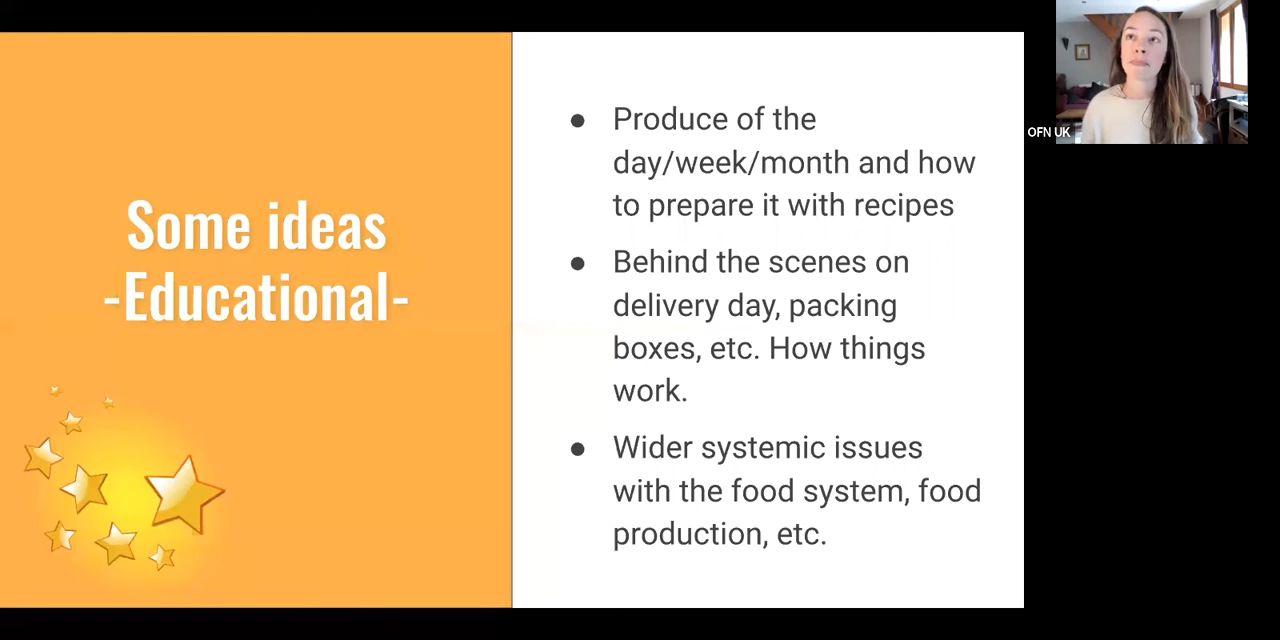 Some ideas
-Educational-
● Produce of the
day/week/month and how
to prepare it with recipes
● Behind the scenes on
delivery day, packing
boxes, etc. How things
work.
● Wider systemic issues
with the food system, food
production, etc.
OFN UK